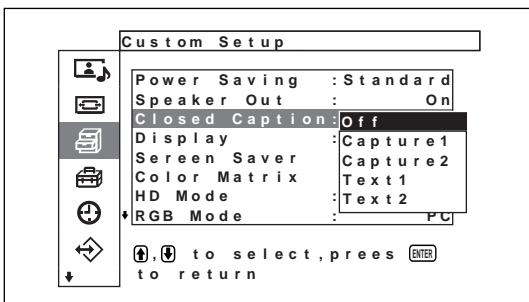 Custom Setup
Power Saving :Standard
Speaker Out : On
Closed Caption:Off
Display :Capture1
Sereen Saver Capture2
Color Matrix Text1
HD Mode :Text2
RGB Mode : PC
, to select,prees ENTER
to return